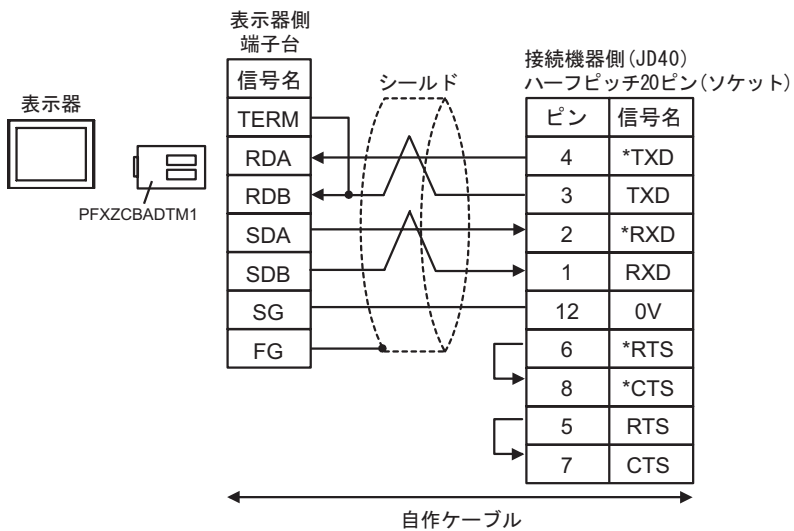 表示器側
端子台
接続機器側(JD40)
ハーフピッチ20ピン(ソケット)
表示器
PFXZCBADTM1
シールド
信号名
TERM
RDA
RDB
SDA
SDB
SG
FG
ピン 信号名
4 *TXD
3 TXD
2 *RXD
1 RXD
12 0V
6 *RTS
8 *CTS
5 RTS
7 CTS
自作ケーブル